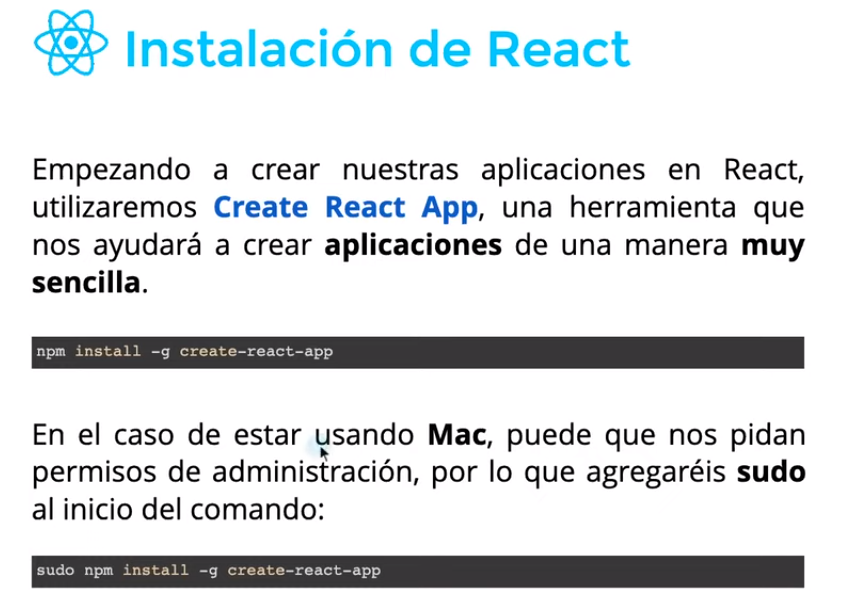 Instalación de React
Empezando a crear nuestras aplicaciones en React,
utilizaremos Create React App, una herramienta que
nos ayudará a crear aplicaciones de una manera muy
sencilla.
npm install -g create-react-app
En el caso de estar usando Mac, puede que nos pidan
permisos de administración, por lo que agregaréis sudo
al inicio del comando:
sudo npm install -g create-react-app